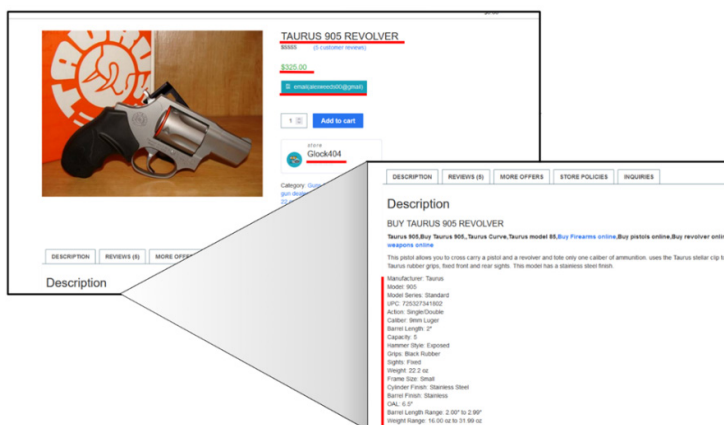 TAURUS
TAURUS 905 REVOLVER
(5 customer reviews)
$325.00
1
Add to cart
store
Glock404
DESCRIPTION
REVIEWS (5)
Description
DESCRIPTION
REVIEWS (5)
MORE OFFERS
STORE POLICIES
INQUIRIES
Description
BUY TAURUS 905 REVOLVER
Taurus 905,Buy Taurus 905,,Taurus Curve,Taurus model 85,Buy Firearms online,Buy pistols online,Buy revolver
weapons online
This pistol allows you to cross carry a pistol and a revolver and tote only one caliber of ammunition. uses the Taurus stellar clip
Taurus rubber grips, fixed front and rear sights. This model has a stainless steel finish.
Manufacturer: Taurus
Model: 905
Model Series: Standard
UPC: 725327341802
Action: Single/Double
Caliber: 9mm Luger
Barrel Length: 2"
Capacity: 5
Hammer Style: Exposed
Grips: Black Rubber
Sights: Fixed
Weight: 22.2 oz
Frame Size: Small
Cylinder Finish: Stainless Steel
Barrel Finish: Stainless
OAL: 6.5"
Barrel Length Range: 2.00" to 2.99"
Weight Range: 16.00 oz to 31.99 oz